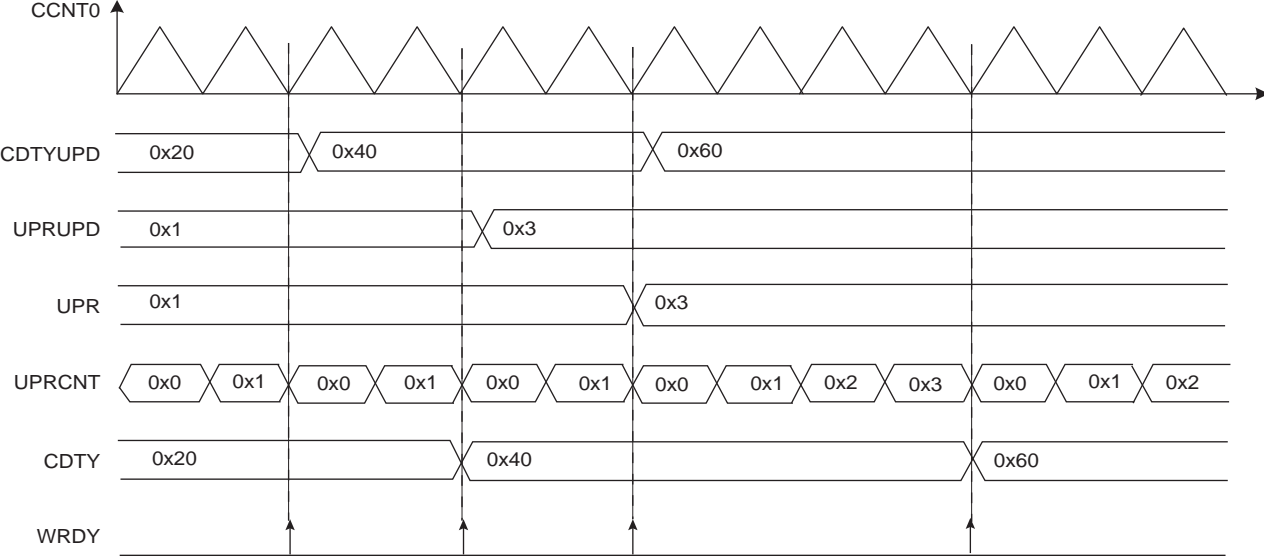 CCNT0
CDTYUPD 0x20 0x40 0x60
UPRUPD 0x1 0x3
UPR 0x1 0x3
UPRCNT 0x0 0x1 0x0 0x1 0x0 0x1 0x0 0x1 0x2 0x3 0x0 0x1 0x2
CDTY 0x20 0x40 0x60
WRDY